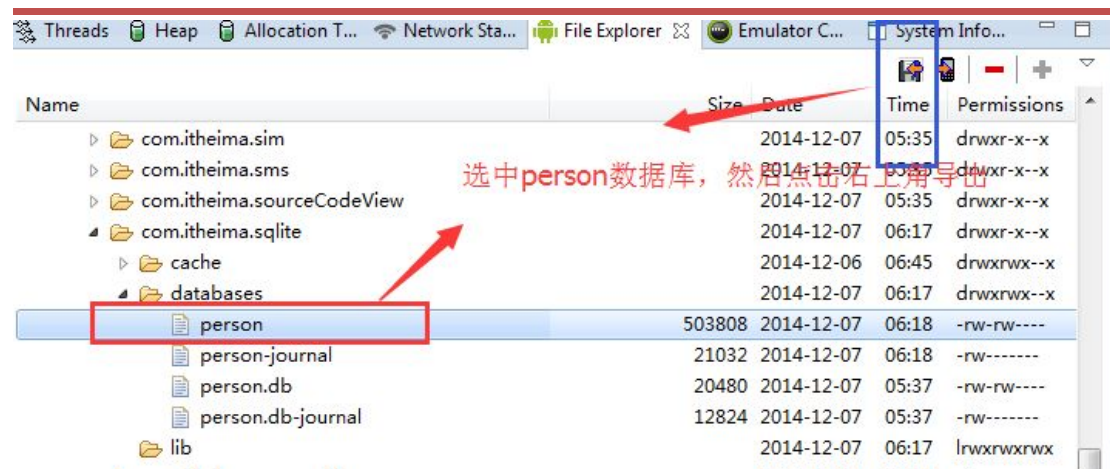 Threads Heap Allocation T... Network Sta... File Explorer Emulator C... System Info...
Name Size Date Time Permissions
com.itheima.sim 2014-12-07 05:35 drwxr-x--x
com.itheima.sms 2014-12-07 05:35 drwxr-x--x
选中person数据库，然后点击右上角导出
com.itheima.sourceCodeView 2014-12-07 05:35 drwxr-x--x
com.itheima.sqlite 2014-12-07 06:17 drwxr-x--x
cache 2014-12-06 06:45 drwxrwx--x
databases 2014-12-07 06:17 drwxrwx--x
person 503808 2014-12-07 06:18 -rw-rw----
person-journal 21032 2014-12-07 06:18 -rw-------
person.db 20480 2014-12-07 05:37 -rw-rw----
person.db-journal 12824 2014-12-07 05:37 -rw-------
lib 2014-12-07 06:17 lrwxrwxrwx